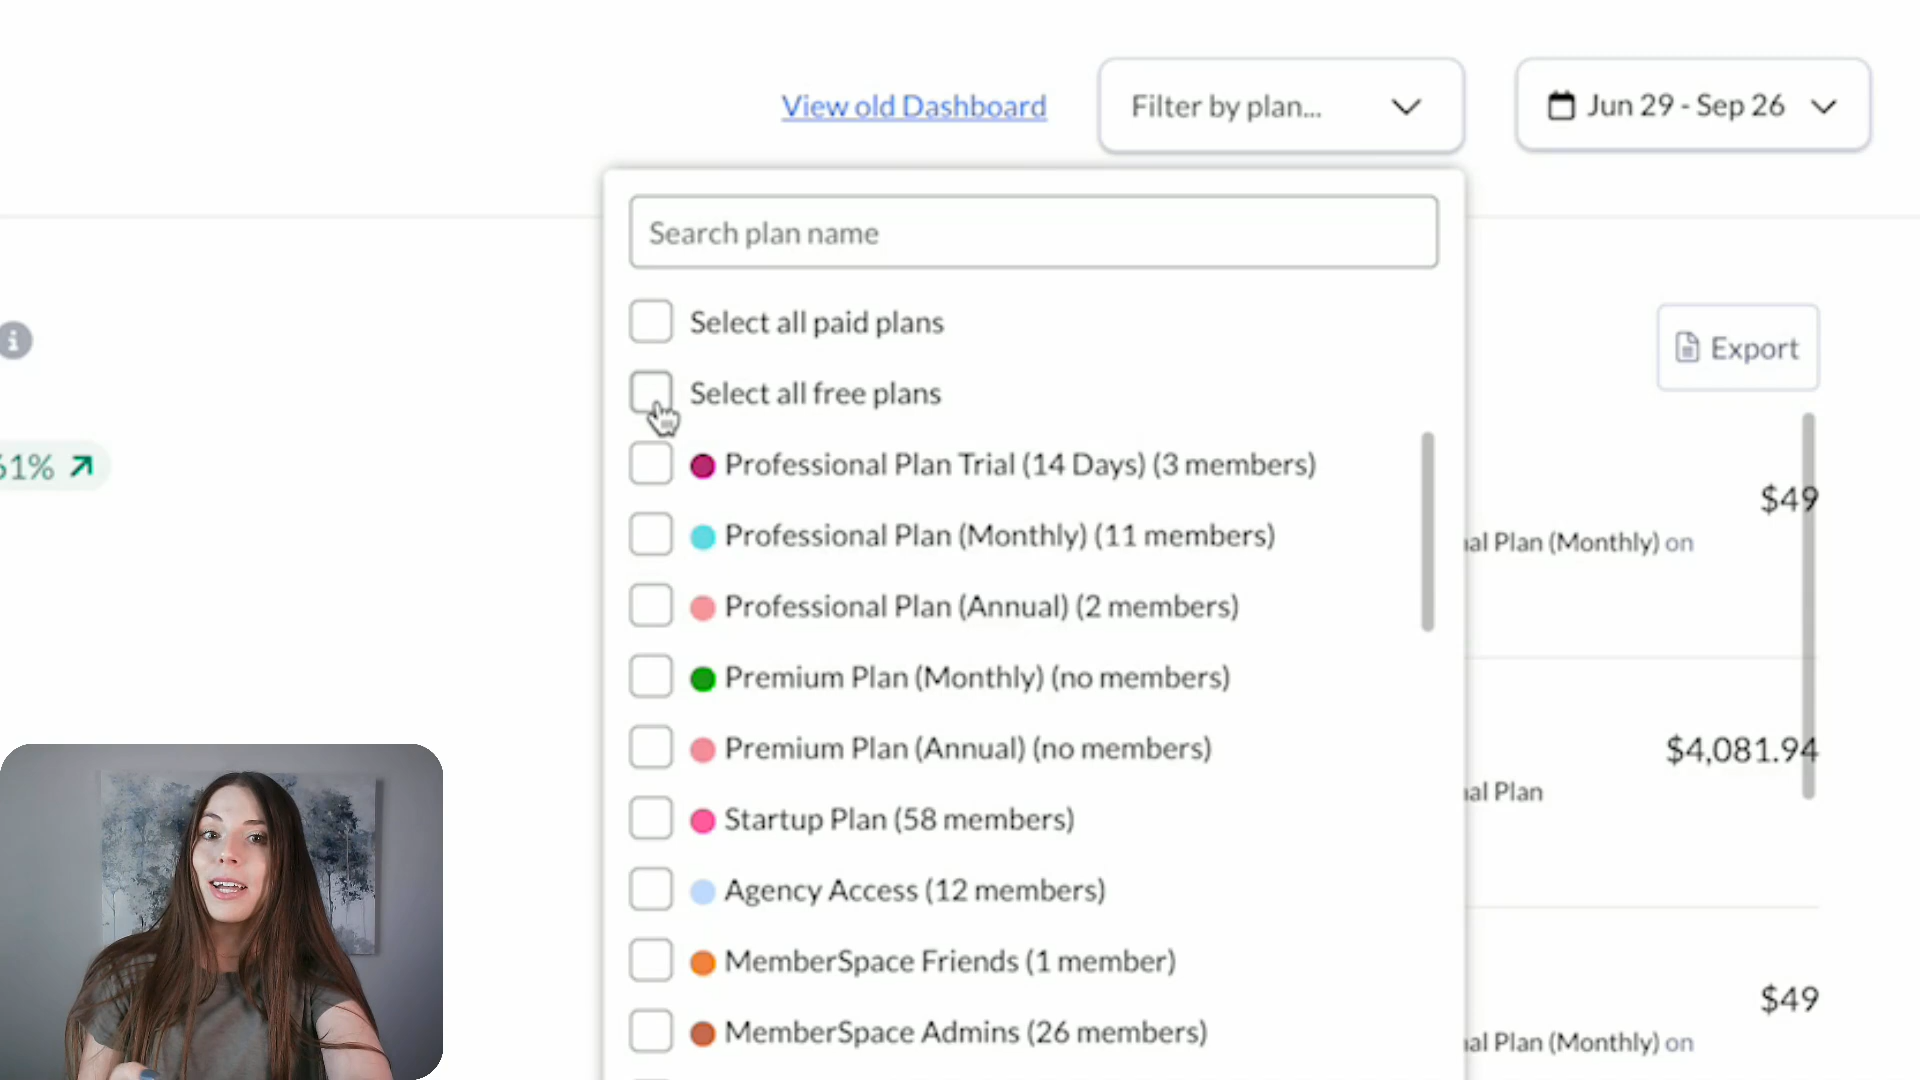 View old Dashboard
Filter by plan...
Jun 29 - Sep 26
Search plan name
Select all paid plans
Export
Select all free plans
61%
Professional Plan Trial (14 Days) (3 members)
$49
Professional Plan (Monthly) (11 members)
al Plan (Monthly) on
Professional Plan (Annual) (2 members)
Premium Plan (Monthly) (no members)
Premium Plan (Annual) (no members)
$4,081.94
al Plan
Startup Plan (58 members)
Agency Access (12 members)
MemberSpace Friends (1 member)
$49
MemberSpace Admins (26 members)
al Plan (Monthly) on